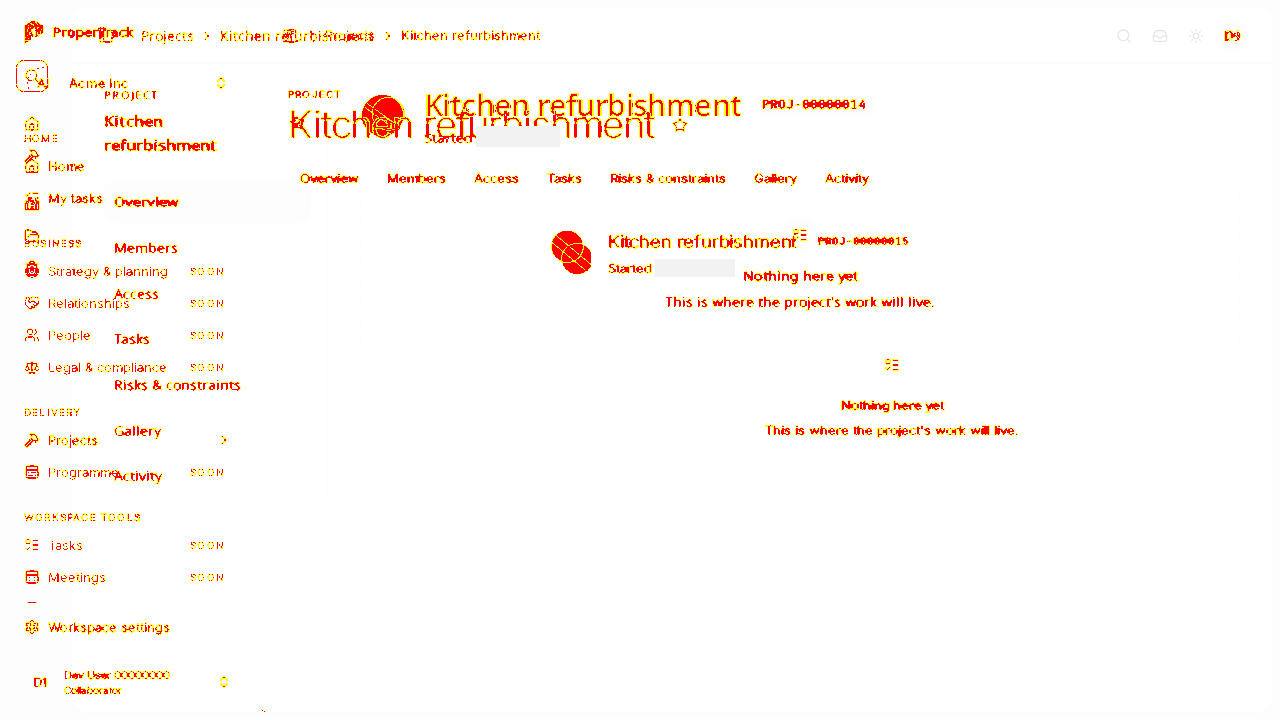 ProperTrack
Projects > Kitchen refurbishment
Projects > Kitchen refurbishment
Acme Inc
PROJECT
Kitchen
refurbishment
PROJECT
Kitchen refurbishment
Kitchen refurbishment
PROJ-00000014
Started
HOME
Home
My tasks
Overview
Members
Access
Tasks
Risks & constraints
Gallery
Activity
Overview
Members
Access
Tasks
Risks & constraints
Gallery
Activity
BUSINESS
Strategy & planning SOON
Relationships SOON
People SOON
Legal & compliance SOON
Kitchen refurbishment
PROJ-00000015
Started
Nothing here yet
This is where the project's work will live.
Nothing here yet
This is where the project's work will live.
DELIVERY
Projects
Programme SOON
WORKSPACE TOOLS
Tasks SOON
Meetings SOON
Workspace settings
Dev User 00000000
Collaborator